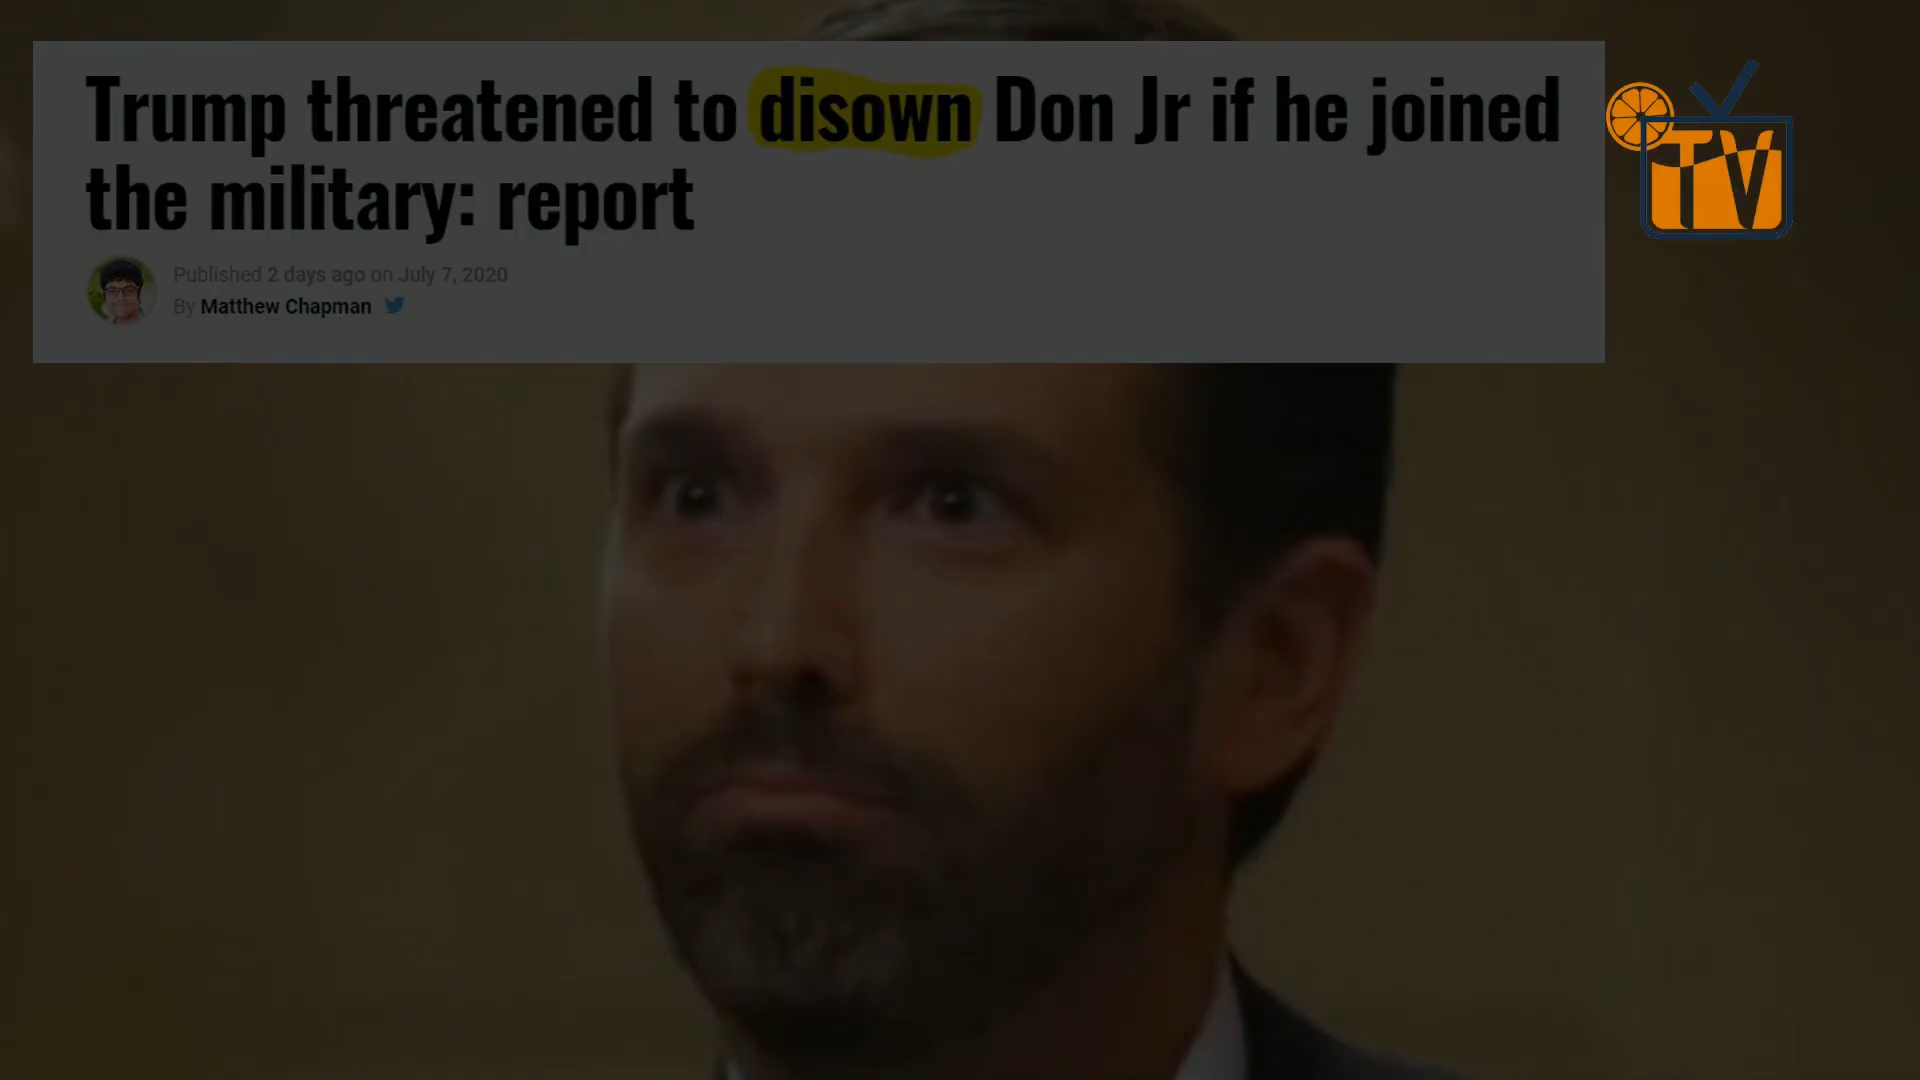 Trump threatened to disown Don Jr if he joined
the military: report
Published 2 days ago on July 7, 2020
By Matthew Chapman
TV